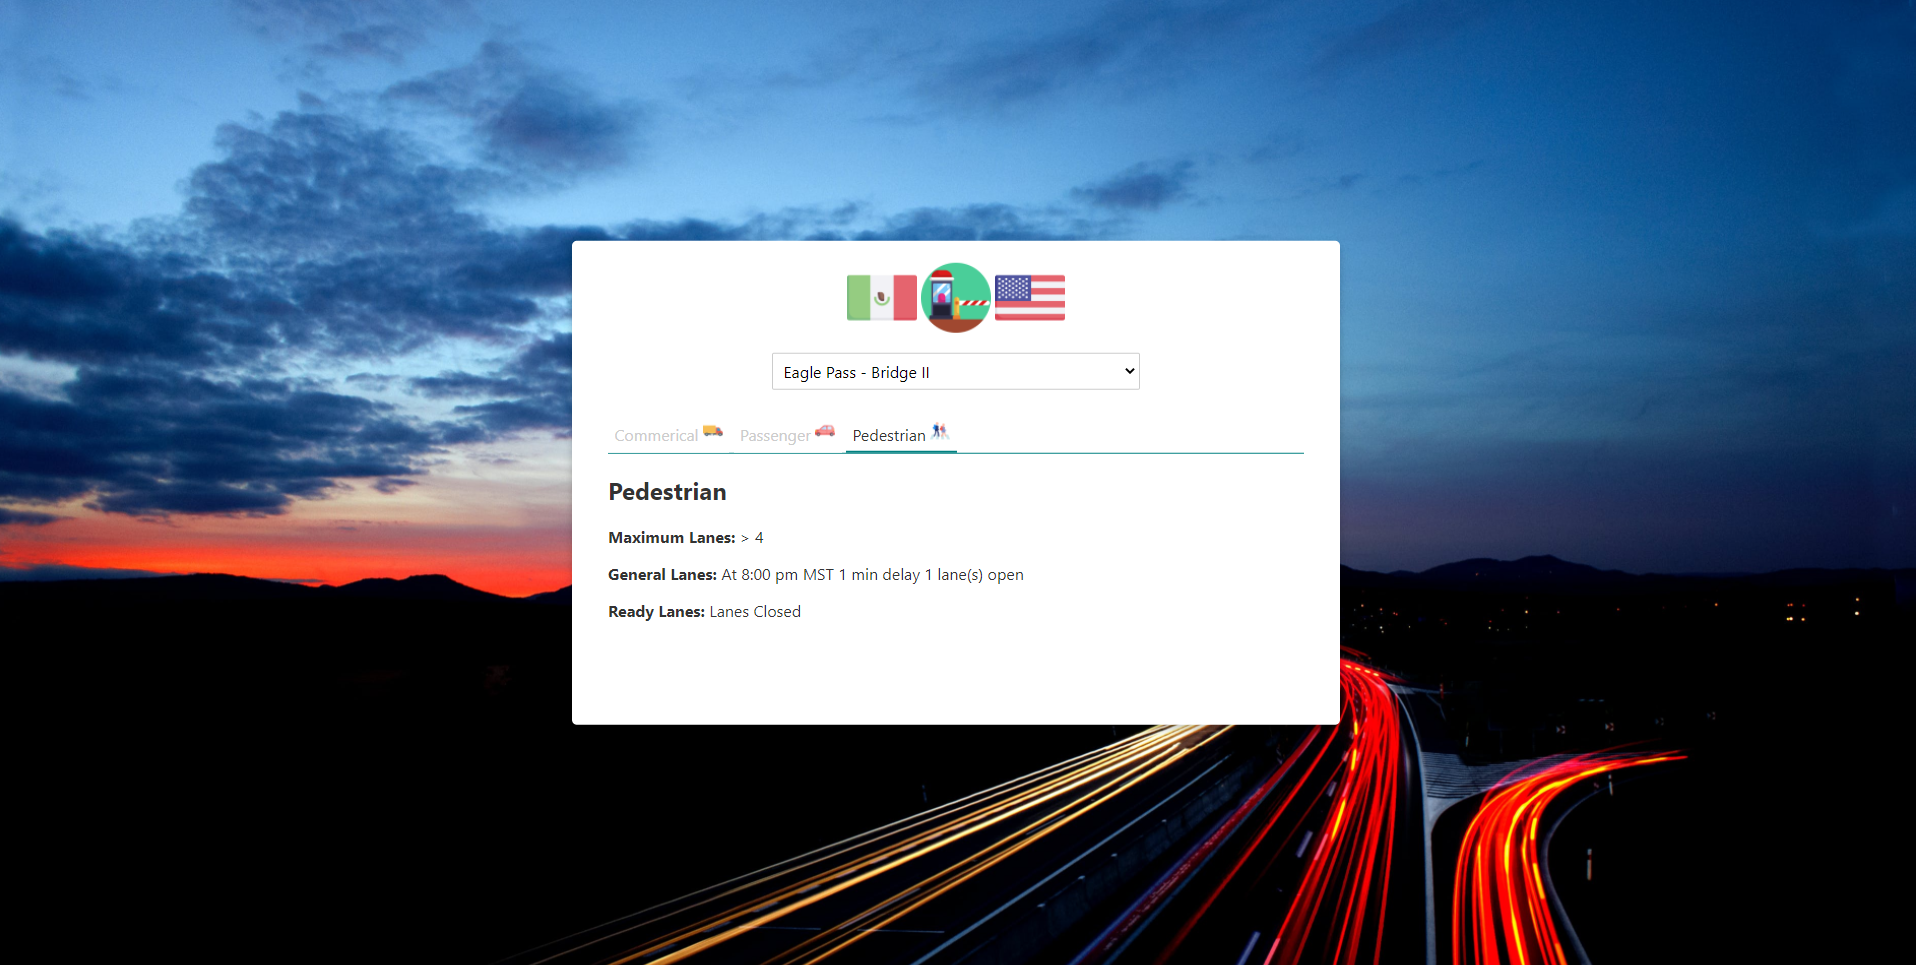 Eagle Pass - Bridge II
Commerical Passenger Pedestrian
Pedestrian
Maximum Lanes: > 4
General Lanes: At 8:00 pm MST 1 min delay 1 lane(s) open
Ready Lanes: Lanes Closed